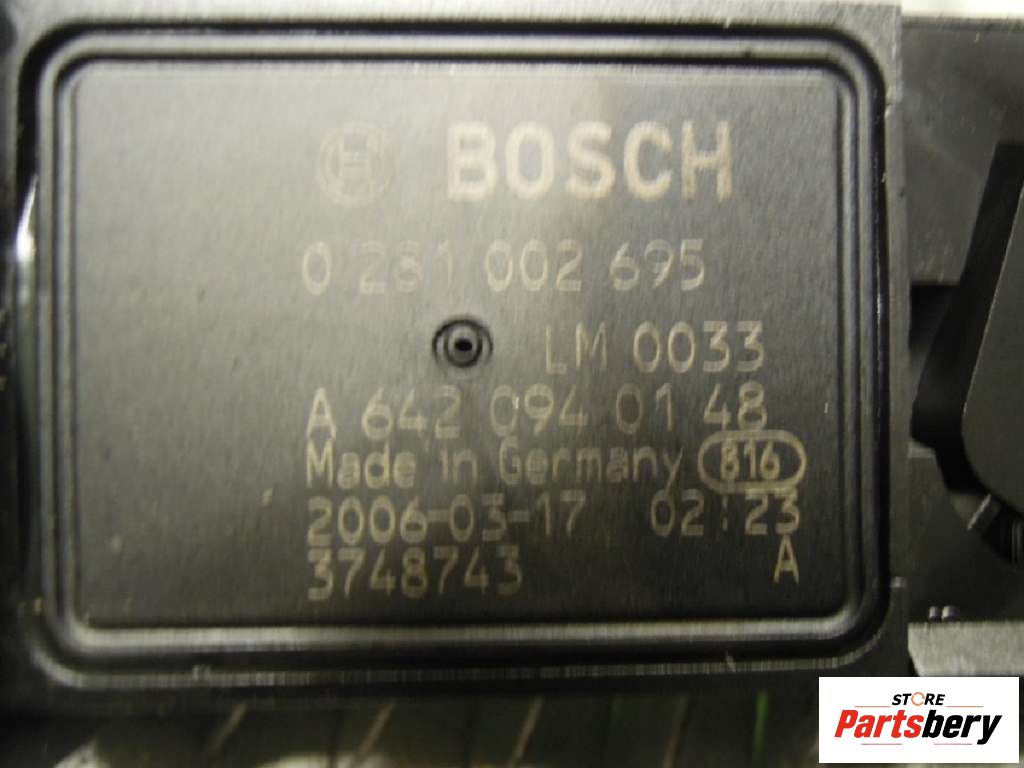 BOSCH
0 281 002 695
LM 0033
A 642 094 01 48
Made in Germany 816
2006-03-17 02:23
3748743 A
STORE
Partsbery